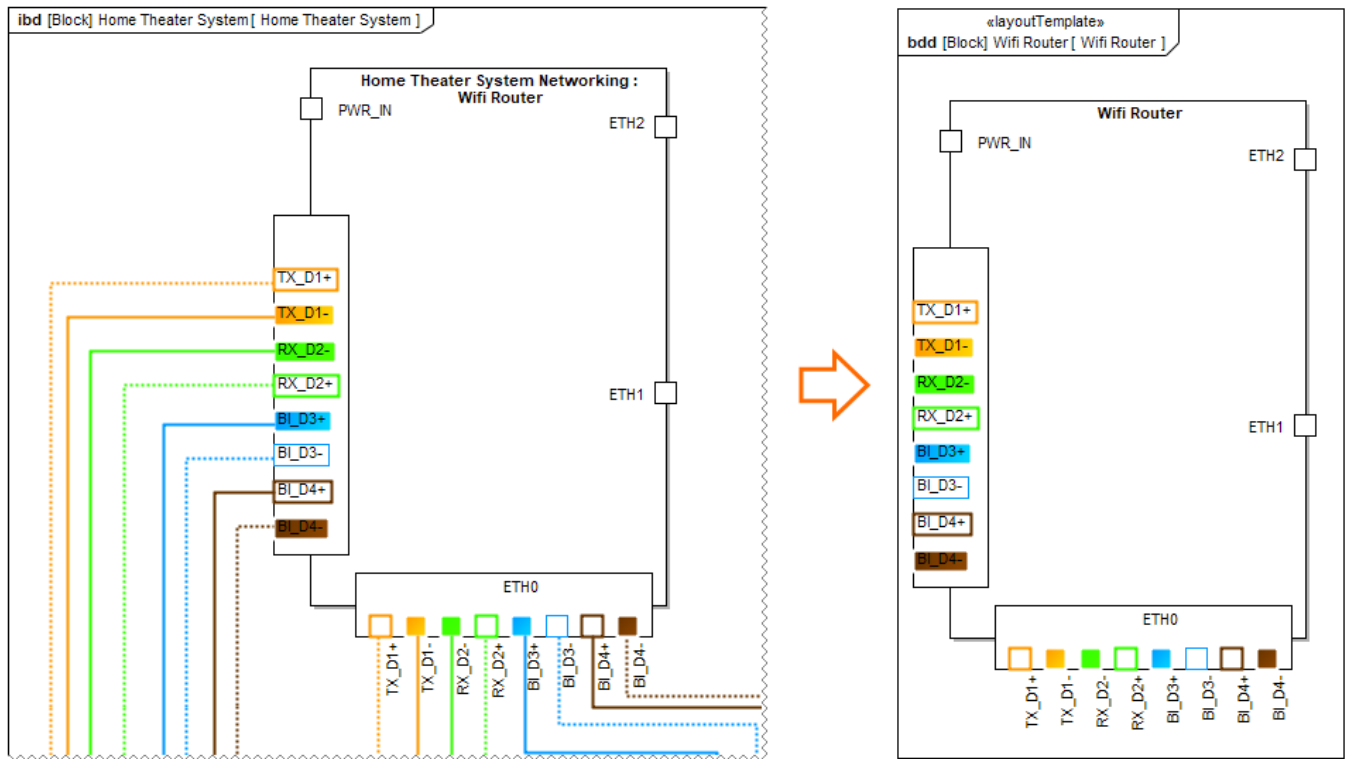 ibd [Block] Home Theater System [ Home Theater System ]
Home Theater System Networking :
Wifi Router
PWR_IN
ETH2
TX_D1+
TX_D1-
RX_D2-
RX_D2+
BI_D3+
BI_D3-
BI_D4+
BI_D4-
ETH1
ETH0
TX_D1+
TX_D1-
RX_D2-
RX_D2+
BI_D3+
BI_D3-
BI_D4+
BI_D4-
«layoutTemplate»
bdd [Block] Wifi Router [ Wifi Router ]
Wifi Router
PWR_IN
ETH2
TX_D1+
TX_D1-
RX_D2-
RX_D2+
BI_D3+
BI_D3-
BI_D4+
BI_D4-
ETH1
ETH0
TX_D1+
TX_D1-
RX_D2-
RX_D2+
BI_D3+
BI_D3-
BI_D4+
BI_D4-